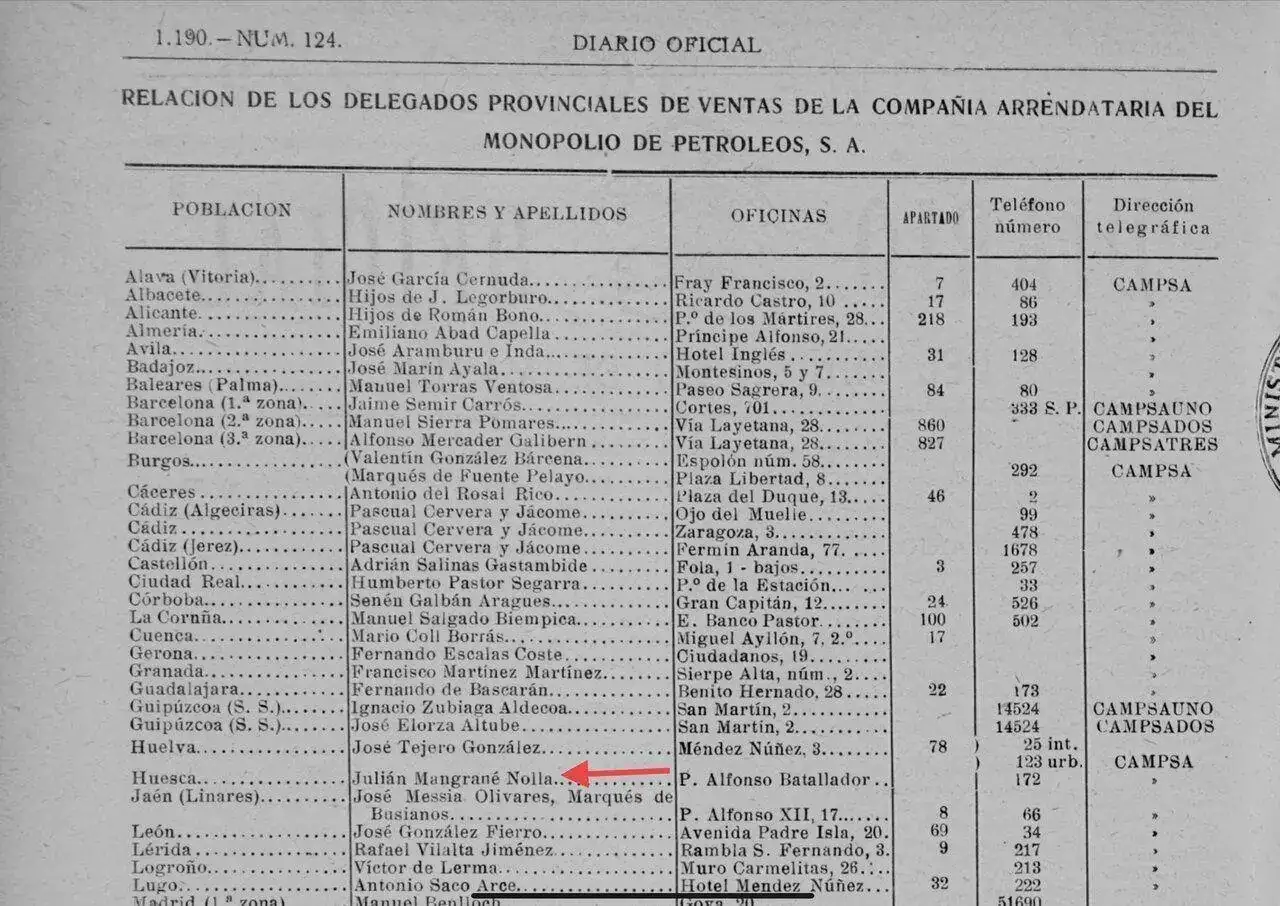 1.190.—NUM. 124.
DIARIO OFICIAL
RELACION DE LOS DELEGADOS PROVINCIALES DE VENTAS DE LA COMPAÑIA ARRENDATARIA DEL
MONOPOLIO DE PETROLEOS, S. A.
POBLACION NOMBRES Y APELLIDOS OFICINAS APARTADO Teléfono número Dirección telegráfica
Alava (Vitoria).......... José García Cernuda.......... Fray Francisco, 2....... 7 404 CAMPSA
Albacete.......... Hijos de J. Legorburo.......... Ricardo Castro, 10 ..... 17 86 »
Alicante.......... Hijos de Román Bono.......... P.º de los Mártires, 28... 218 193 »
Almería.......... Emiliano Abad Capella .......... Príncipe Alfonso, 21..... »
Avila.......... José Aramburu e Inda.......... Hotel Inglés .......... 31 128 »
Badajoz.......... José Marín Ayala.......... Montesinos, 5 y 7....... »
Baleares (Palma)....... Manuel Torras Ventosa.......... Paseo Sagrera, 9........ 84 80 »
Barcelona (1.ª zona)..... Jaime Semir Carrós.......... Cortes, 701.......... 333 S. P. CAMPSAUNO
Barcelona (2.ª zona)..... Manuel Sierra Pomares.......... Vía Layetana, 28........ 860 CAMPSADOS
Barcelona (3.ª zona)..... Alfonso Mercader Galibern ......... Vía Layetana, 28........ 827 CAMPSATRES
Burgos.......... (Valentín González Bárcena.......... Espolón núm. 58........
(Marqués de Fuente Pelayo.......... Plaza Libertad, 8....... 292 CAMPSA
Cáceres .......... Antonio del Rosal Rico.......... Plaza del Duque, 13..... 46 2 »
Cádiz (Algeciras)....... Pascual Cervera y Jácome.......... Ojo del Muelle......... 99 »
Cádiz.......... Pascual Cervera y Jácome.......... Zaragoza, 3.......... 478 »
Cádiz (Jerez).......... Pascual Cervera y Jácome .......... Fermín Aranda, 77. .... 1678 »
Castellón.......... Adrián Salinas Gastambide ......... Fola, 1 - bajos......... 3 257 »
Ciudad Real.......... Humberto Pastor Segarra.......... P.º de la Estación... ... 33 »
Córboba.......... Senén Galbán Aragues.......... Gran Capitán, 12....... 24 526 »
La Cornña.......... Manuel Salgado Biempica.......... E. Banco Pastor........ 100 502 »
Cuenca.......... Mario Coll Borrás.......... Miguel Ayllón, 7, 2.º.... 17 »
Gerona.......... Fernando Escalas Coste.......... Ciudadanos, 19......... »
Granada.......... Francisco Martínez Martínez........ Sierpe Alta, núm., 2.... »
Guadalajara.......... Fernando de Bascarán.......... Benito Hernado, 28 ..... 22 173 »
Guipúzcoa (S. S.)....... Ignacio Zubiaga Aldecoa.......... San Martín, 2.......... 14524 CAMPSAUNO
Guipúzcoa (S. S.)....... José Elorza Altube.......... San Martín, 2.......... 14524 CAMPSADOS
Huelva.......... José Tejero González.......... Méndez Núñez, 3....... 78 ) 25 int.
) 123 urb. CAMPSA
Huesca.......... Julián Mangrané Nolla.......... P. Alfonso Batallador .. 172 »
Jaén (Linares).......... José Messia Olivares, Marqués de
Busianos.......... P. Alfonso XII, 17...... 8 66 »
León.......... José González Fierro.......... Avenida Padre Isla, 20. 69 34 »
Lérida.......... Rafael Vilalta Jiménez.......... Rambla S. Fernando, 3. 9 217 »
Logroño.......... Víctor de Lerma.......... Muro Carmelitas, 26.... 213 »
Lugo.......... Antonio Saco Arce.......... Hotel Mendez Núñez... 32 222 »
Madrid (1.ª zona) Manuel Benlloch Goya 20 51690
MINIST